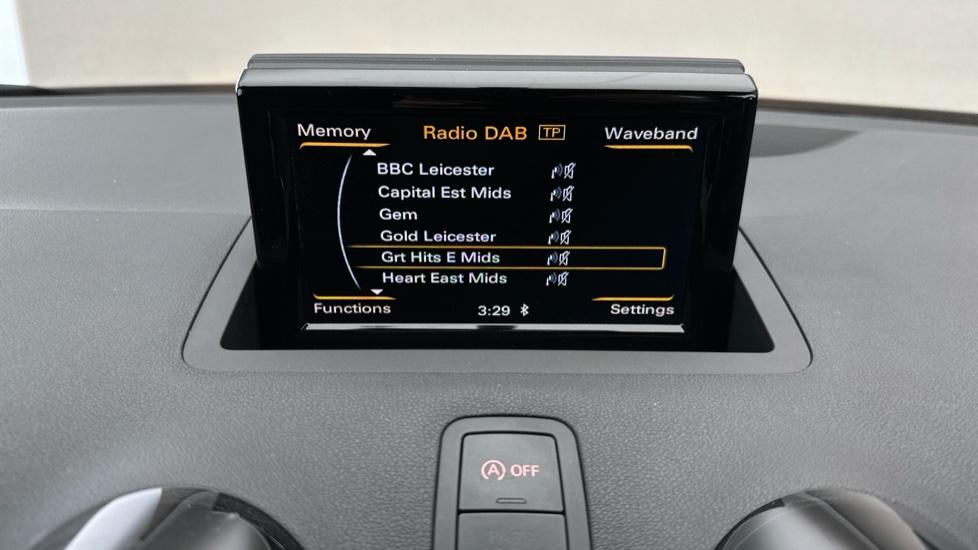 Memory Radio DAB TP Waveband
BBC Leicester
Capital Est Mids
Gem
Gold Leicester
Grt Hits E Mids
Heart East Mids
Functions 3:29 Settings
A OFF